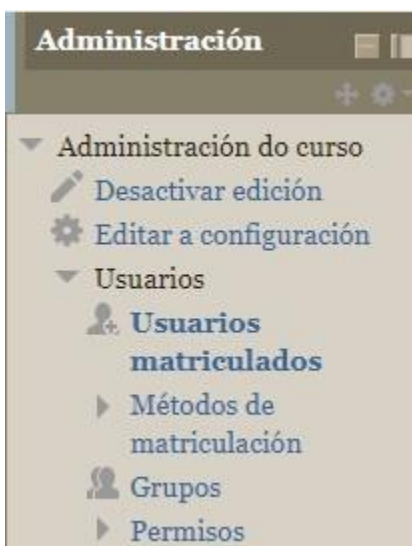 Administración
Administración do curso
Desactivar edición
Editar a configuración
Usuarios
Usuarios
matriculados
Métodos de
matriculación
Grupos
Permisos